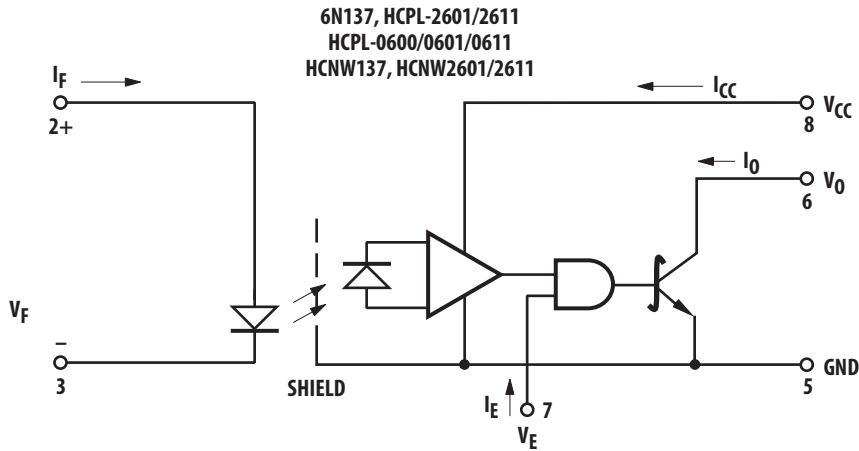 6N137, HCPL-2601/2611
HCPL-0600/0601/0611
HCNW137, HCNW2601/2611
IF
ICC
2+
VCC
8
IO
VO
6
VF
–
3
SHIELD
IE
7
VE
GND
5